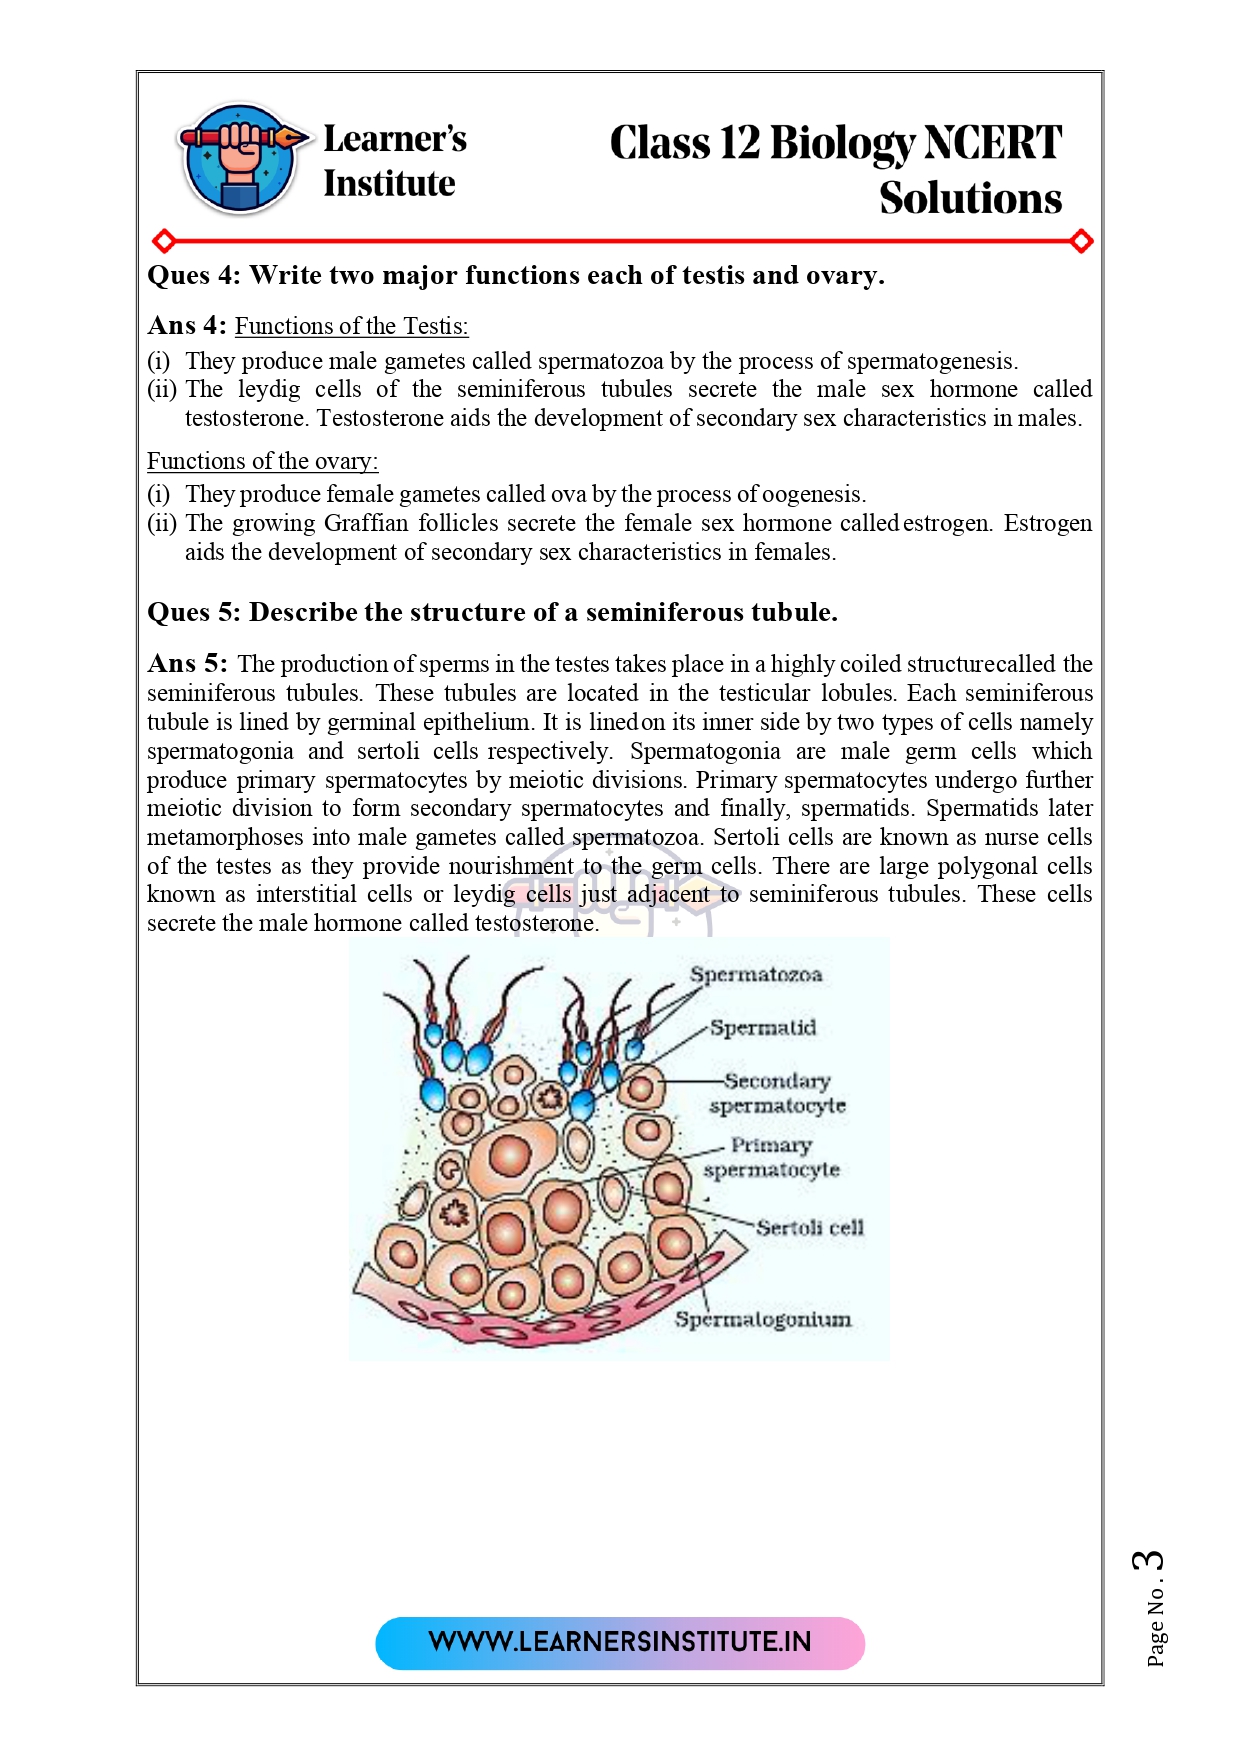 Learner's
Institute
Class 12 Biology NCERT
Solutions
Ques 4: Write two major functions each of testis and ovary.
Ans 4: Functions of the Testis:
(i) They produce male gametes called spermatozoa by the process of spermatogenesis.
(ii) The leydig cells of the seminiferous tubules secrete the male sex hormone called
testosterone. Testosterone aids the development of secondary sex characteristics in males.
Functions of the ovary:
(i) They produce female gametes called ova by the process of oogenesis.
(ii) The growing Graffian follicles secrete the female sex hormone called estrogen. Estrogen
aids the development of secondary sex characteristics in females.
Ques 5: Describe the structure of a seminiferous tubule.
Ans 5: The production of sperms in the testes takes place in a highly coiled structurecalled the
seminiferous tubules. These tubules are located in the testicular lobules. Each seminiferous
tubule is lined by germinal epithelium. It is lined on its inner side by two types of cells namely
spermatogonia and sertoli cells respectively. Spermatogonia are male germ cells which
produce primary spermatocytes by meiotic divisions. Primary spermatocytes undergo further
meiotic division to form secondary spermatocytes and finally, spermatids. Spermatids later
metamorphoses into male gametes called spermatozoa. Sertoli cells are known as nurse cells
of the testes as they provide nourishment to the germ cells. There are large polygonal cells
known as interstitial cells or leydig cells just adjacent to seminiferous tubules. These cells
secrete the male hormone called testosterone.
Spermatozoa
Spermatid
Secondary
spermatocyte
Primary
spermatocyte
Sertoli cell
Spermatogonium
WWW.LEARNERSINSTITUTE.IN
Page No. 3